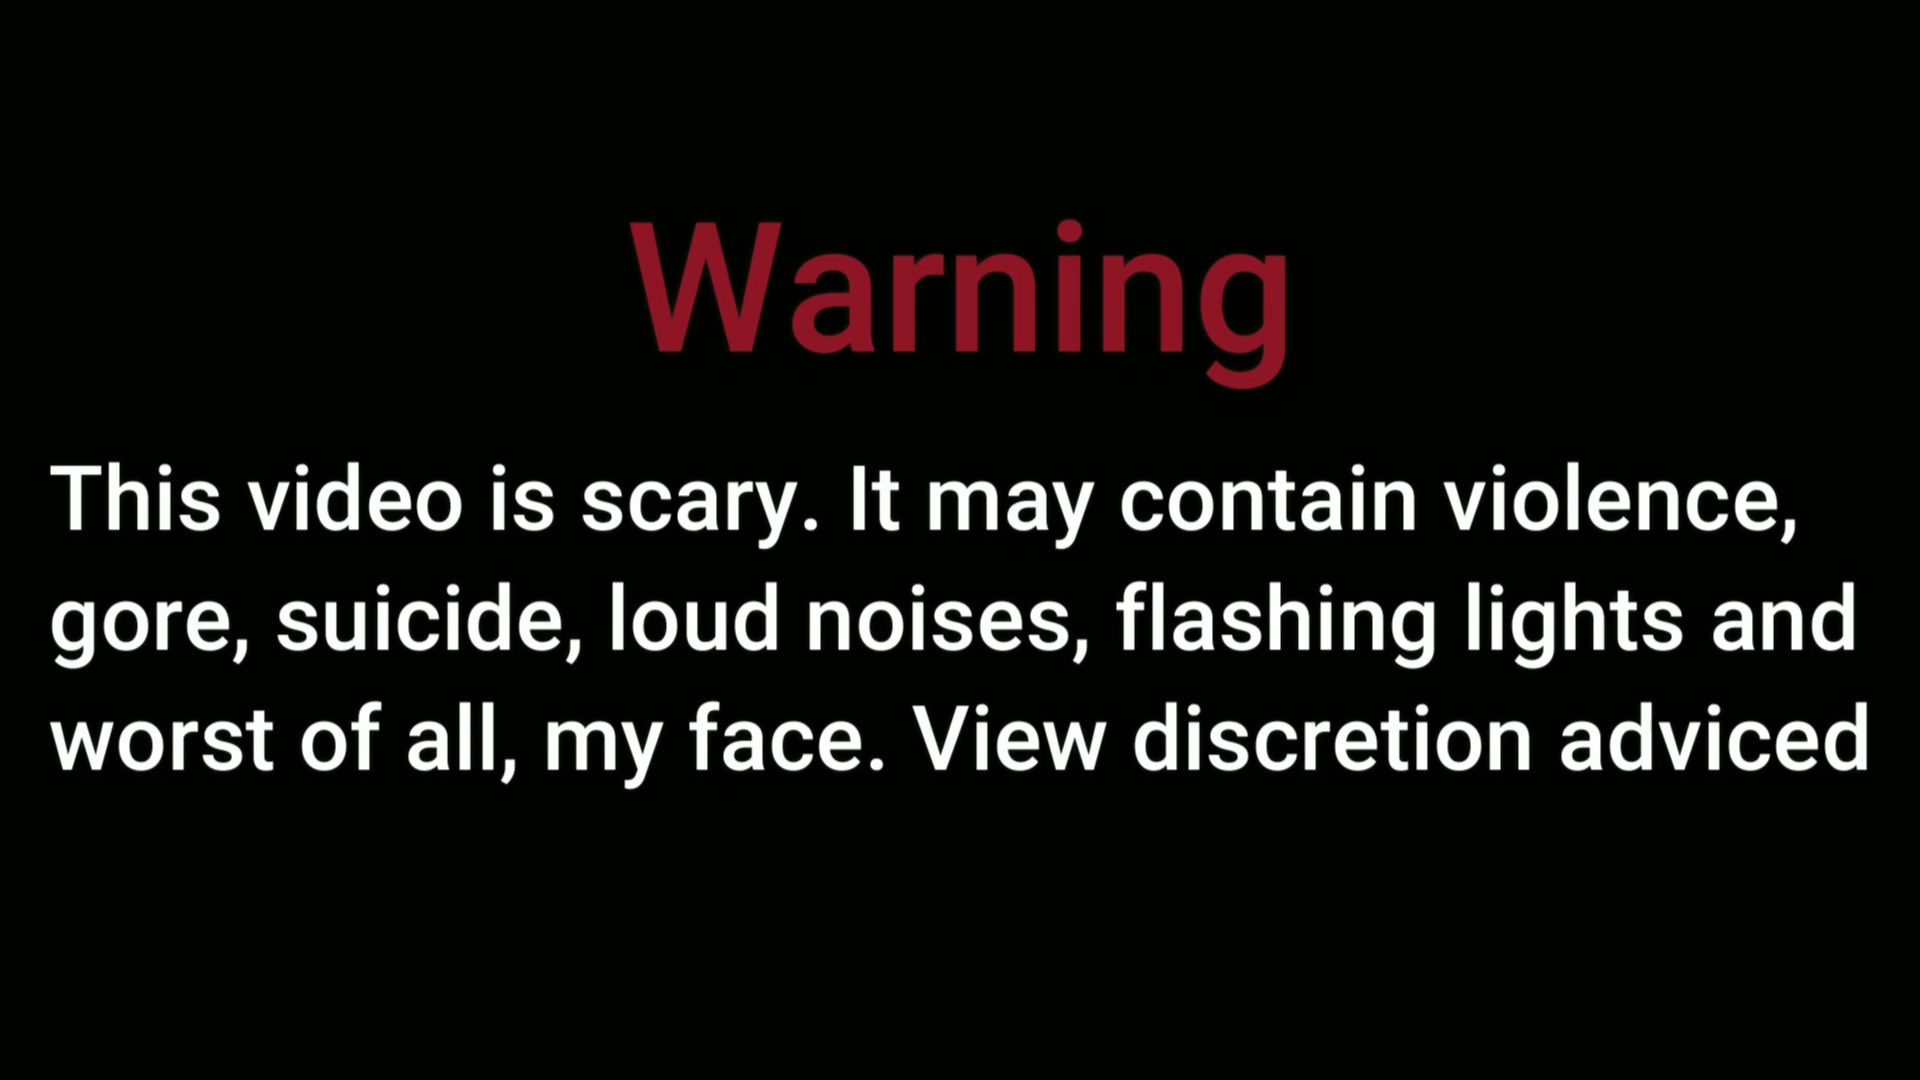 Warning
This video is scary. It may contain violence,
gore, suicide, loud noises, flashing lights and
worst of all, my face. View discretion adviced